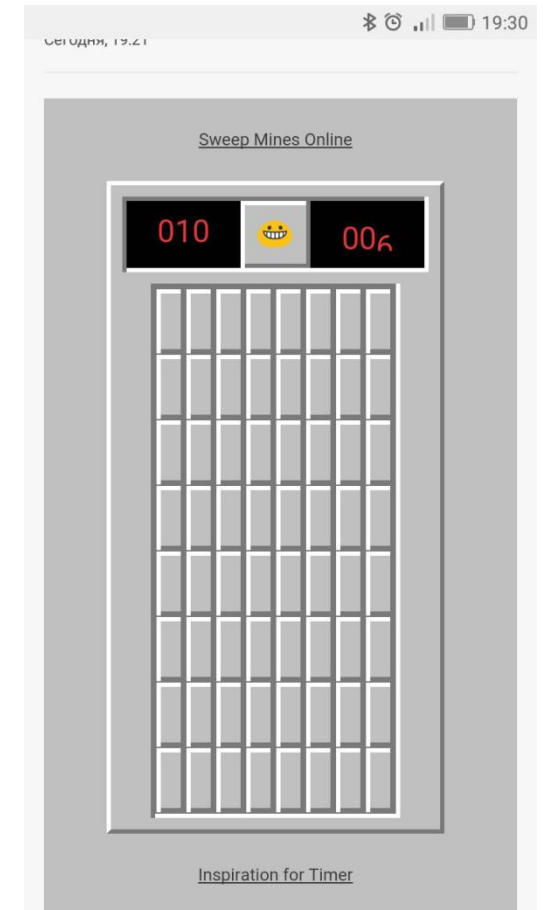 19:30
Сегодня, 19:21
Sweep Mines Online
010
006
Inspiration for Timer